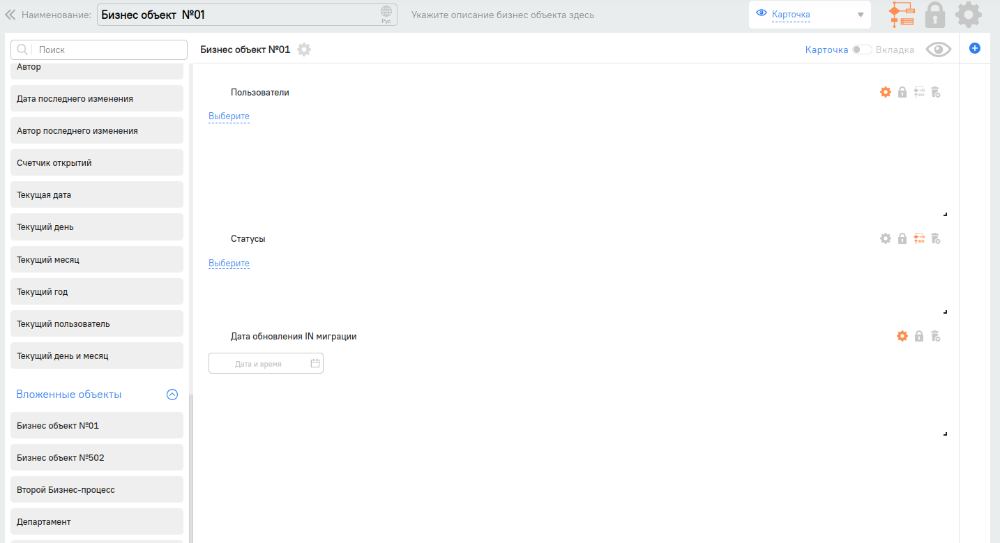 Наименование: Бизнес объект №01 Рус Укажите описание бизнес объекта здесь Карточка
Поиск
Бизнес объект №01
Карточка Вкладка
Автор
Дата последнего изменения
Автор последнего изменения
Счетчик открытий
Текущая дата
Текущий день
Текущий месяц
Текущий год
Текущий пользователь
Текущий день и месяц
Вложенные объекты
Бизнес объект №01
Бизнес объект №502
Второй Бизнес-процесс
Департамент
Пользователи
Выберите
Статусы
Выберите
Дата обновления IN миграции
Дата и время